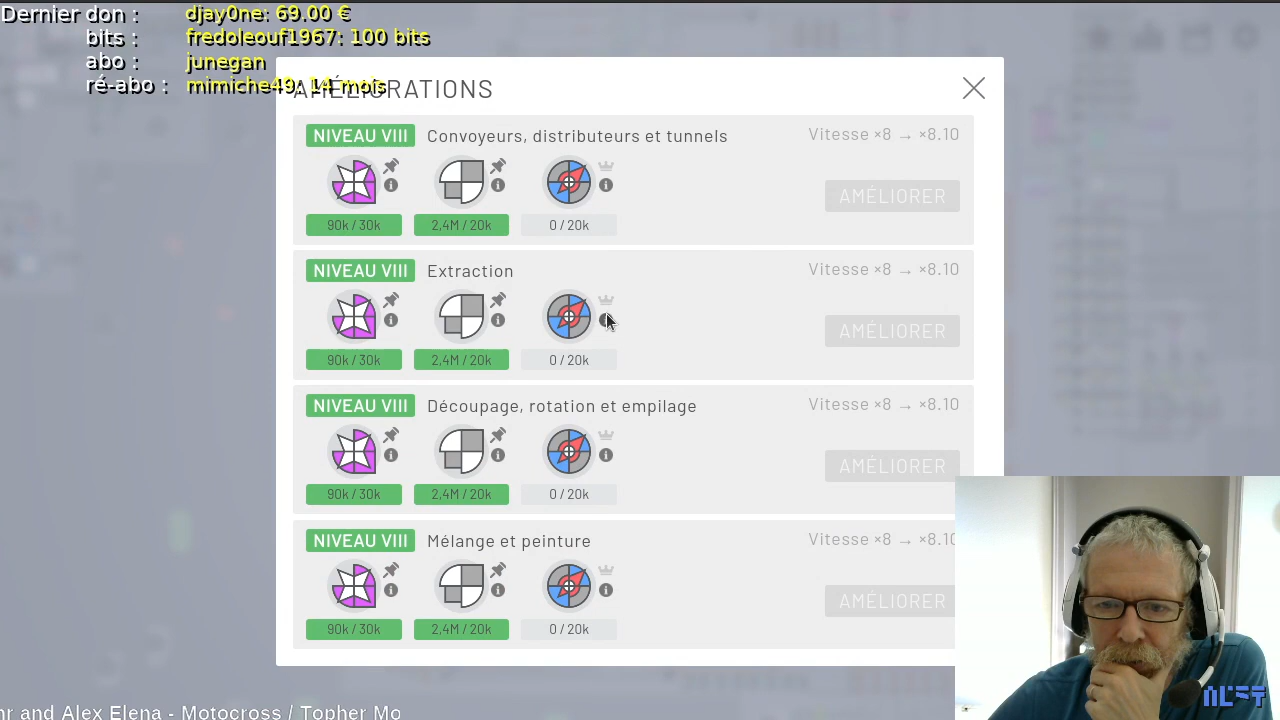 Dernier don : djay0ne: 69.00 €
bits : fredoleouf1967: 100 bits
abo : junegan
ré-abo : mimiche49: 14 mois
AMÉLIORATIONS
NIVEAU VIII Convoyeurs, distributeurs et tunnels Vitesse ×8 → ×8.10
AMÉLIORER
90k / 30k 2,4M / 20k 0 / 20k
NIVEAU VIII Extraction Vitesse ×8 → ×8.10
AMÉLIORER
90k / 30k 2,4M / 20k 0 / 20k
NIVEAU VIII Découpage, rotation et empilage Vitesse ×8 → ×8.10
AMÉLIORER
90k / 30k 2,4M / 20k 0 / 20k
NIVEAU VIII Mélange et peinture Vitesse ×8 → ×8.10
AMÉLIORER
90k / 30k 2,4M / 20k 0 / 20k
and Alex Elena - Motocross / Topher Mo